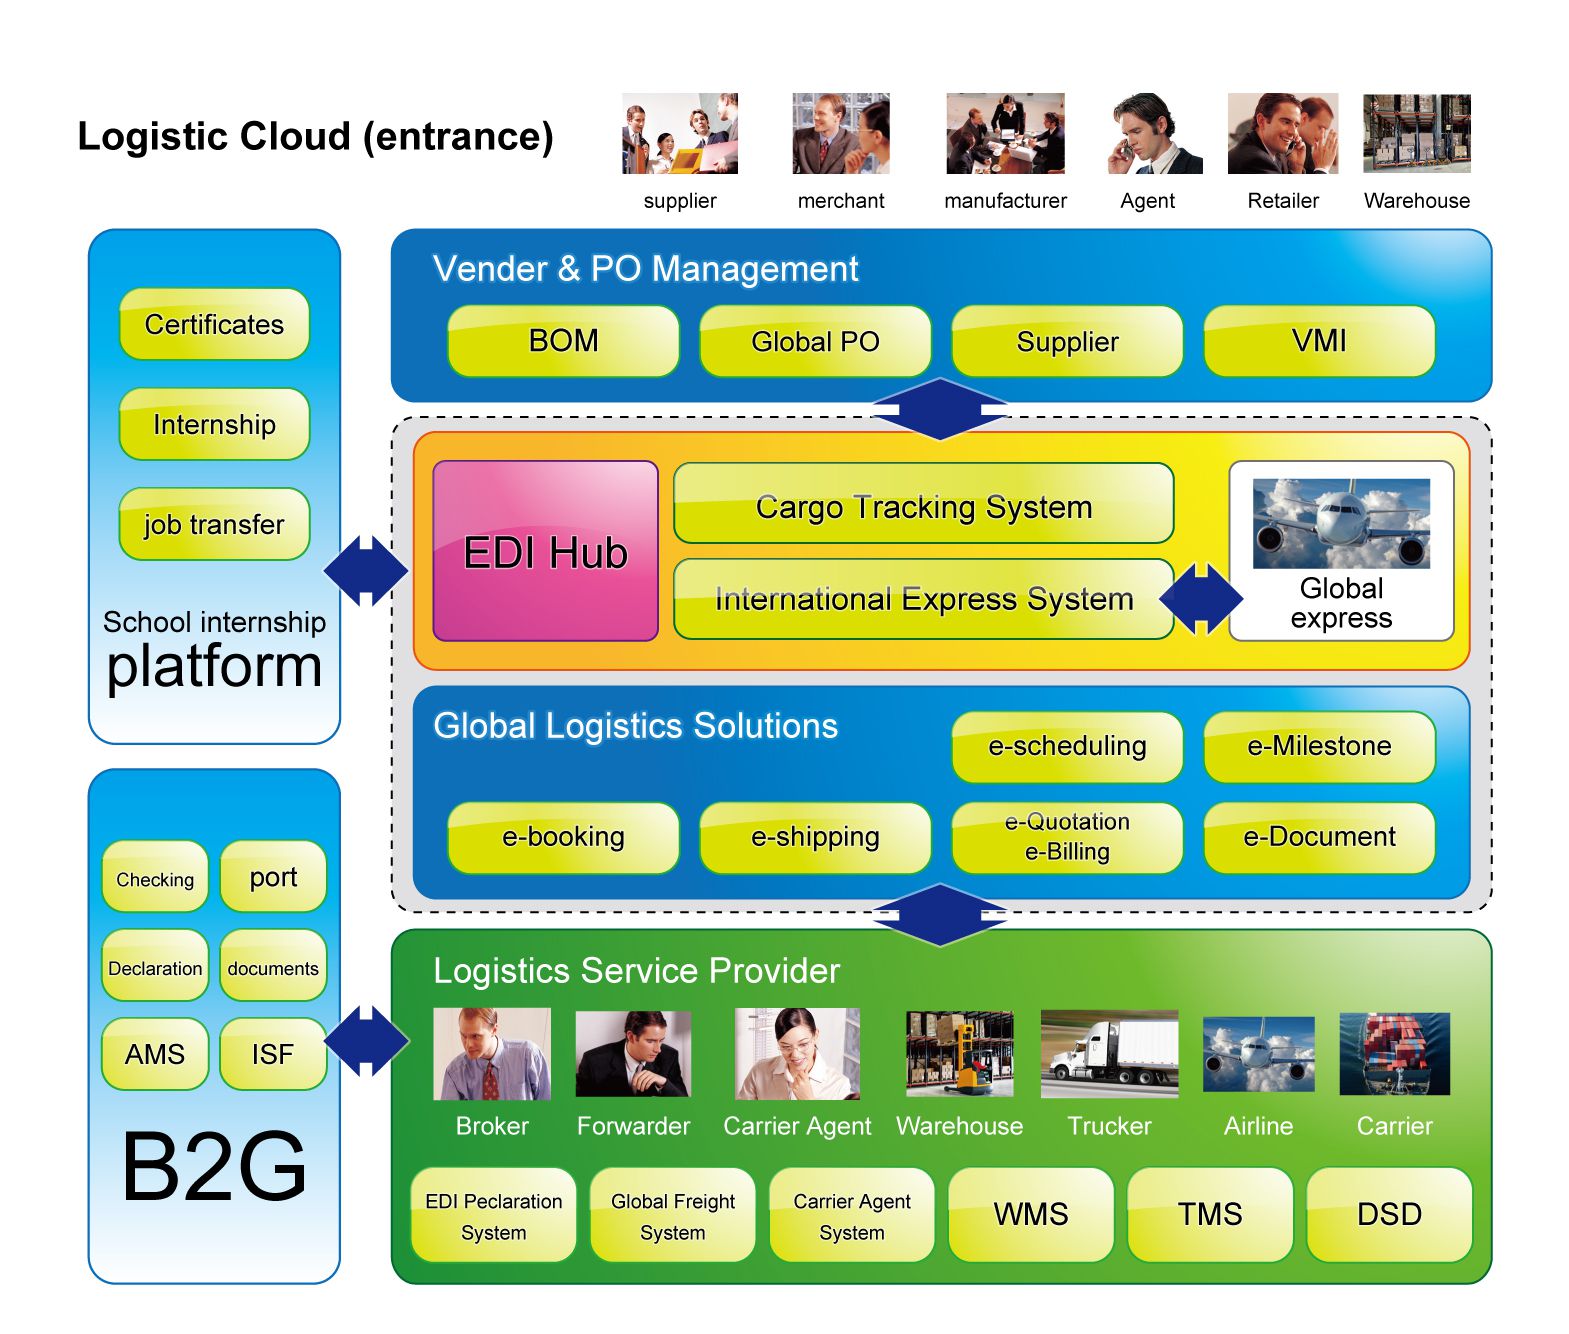 Logistic Cloud (entrance)
supplier
merchant
manufacturer
Agent
Retailer
Warehouse
Certificates
Internship
job transfer
School internship
platform
Vender & PO Management
BOM
Global PO
Supplier
VMI
EDI Hub
Cargo Tracking System
International Express System
Global
express
Global Logistics Solutions
e-scheduling
e-Milestone
e-booking
e-shipping
e-Quotation
e-Billing
e-Document
Checking
port
Declaration
documents
AMS
ISF
B2G
Logistics Service Provider
Broker
Forwarder
Carrier Agent
Warehouse
Trucker
Airline
Carrier
EDI Peclaration
System
Global Freight
System
Carrier Agent
System
WMS
TMS
DSD